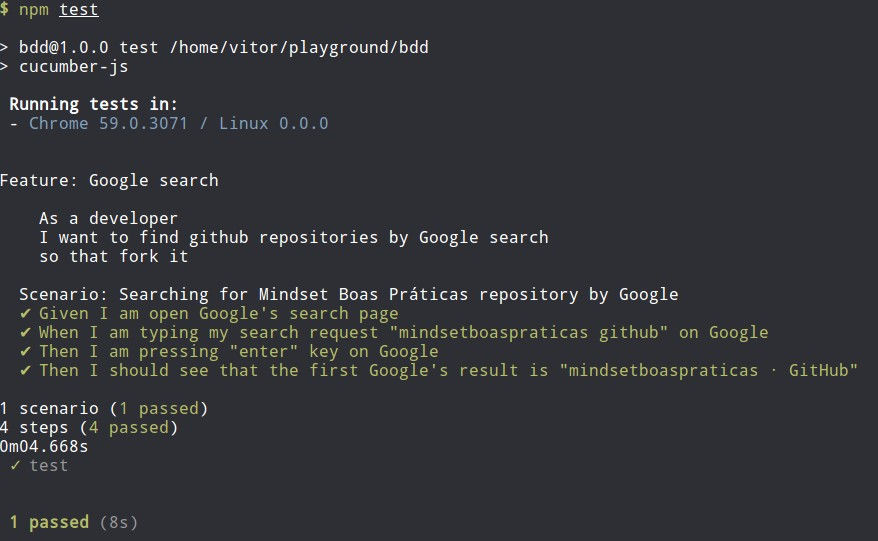 $ npm test
> bdd@1.0.0 test /home/vitor/playground/bdd
> cucumber-js
Running tests in:
- Chrome 59.0.3071 / Linux 0.0.0
Feature: Google search
As a developer
I want to find github repositories by Google search
so that fork it
Scenario: Searching for Mindset Boas Práticas repository by Google
✔ Given I am open Google's search page
✔ When I am typing my search request "mindsetboaspraticas github" on Google
✔ Then I am pressing "enter" key on Google
✔ Then I should see that the first Google's result is "mindsetboaspraticas · GitHub"
1 scenario (1 passed)
4 steps (4 passed)
0m04.668s
✓ test
1 passed (8s)